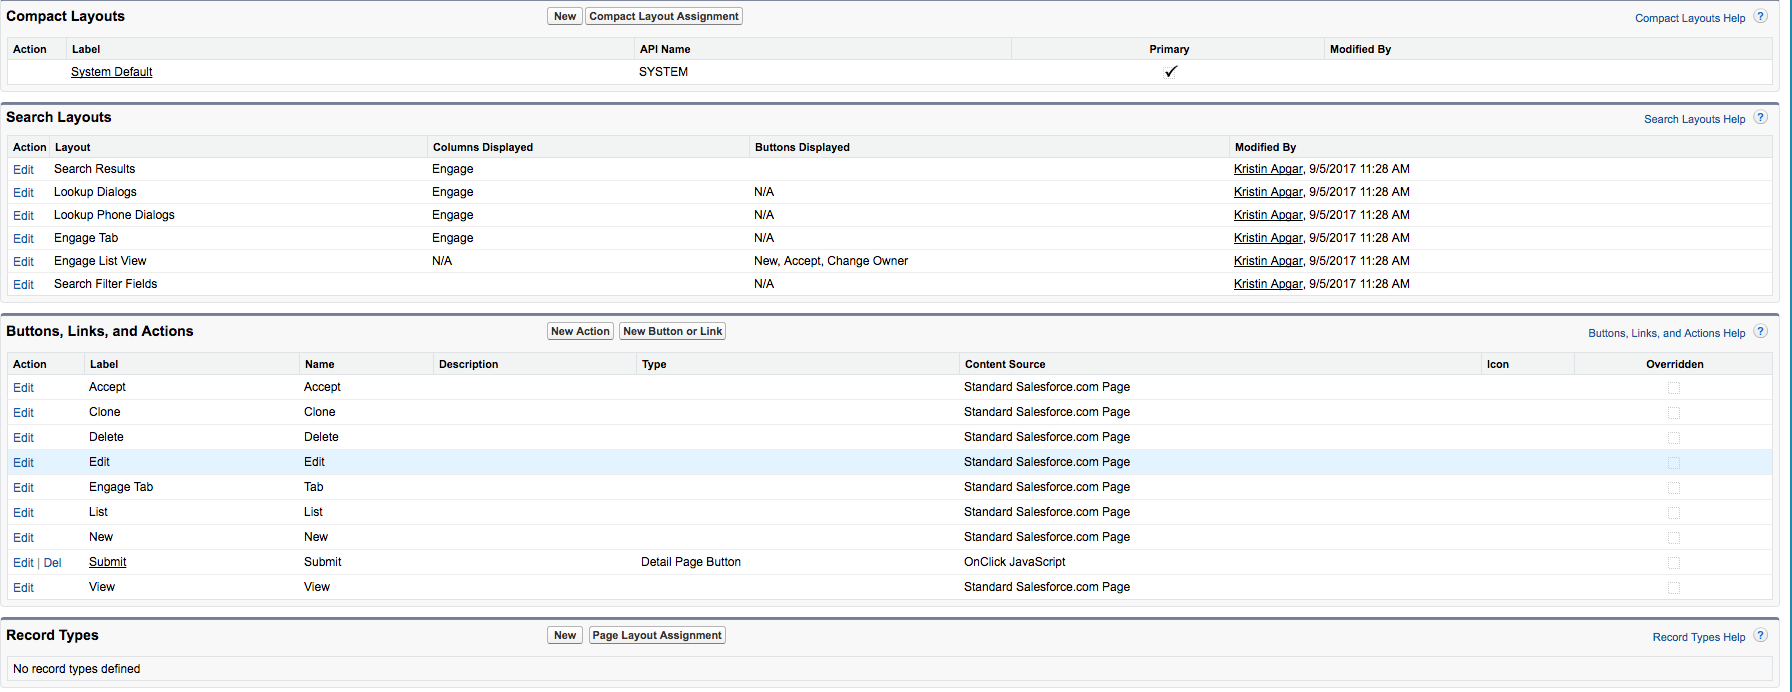 Compact Layouts New Compact Layout Assignment Compact Layouts Help ?
Action Label API Name Primary Modified By
System Default SYSTEM
Search Layouts Search Layouts Help ?
Action Layout Columns Displayed Buttons Displayed Modified By
Edit Search Results Engage Kristin Apgar, 9/5/2017 11:28 AM
Edit Lookup Dialogs Engage N/A Kristin Apgar, 9/5/2017 11:28 AM
Edit Lookup Phone Dialogs Engage N/A Kristin Apgar, 9/5/2017 11:28 AM
Edit Engage Tab Engage N/A Kristin Apgar, 9/5/2017 11:28 AM
Edit Engage List View N/A New, Accept, Change Owner Kristin Apgar, 9/5/2017 11:28 AM
Edit Search Filter Fields N/A Kristin Apgar, 9/5/2017 11:28 AM
Buttons, Links, and Actions New Action New Button or Link Buttons, Links, and Actions Help ?
Action Label Name Description Type Content Source Icon Overridden
Edit Accept Accept Standard Salesforce.com Page
Edit Clone Clone Standard Salesforce.com Page
Edit Delete Delete Standard Salesforce.com Page
Edit Edit Edit Standard Salesforce.com Page
Edit Engage Tab Tab Standard Salesforce.com Page
Edit List List Standard Salesforce.com Page
Edit New New Standard Salesforce.com Page
Edit | Del Submit Submit Detail Page Button OnClick JavaScript
Edit View View Standard Salesforce.com Page
Record Types New Page Layout Assignment Record Types Help ?
No record types defined